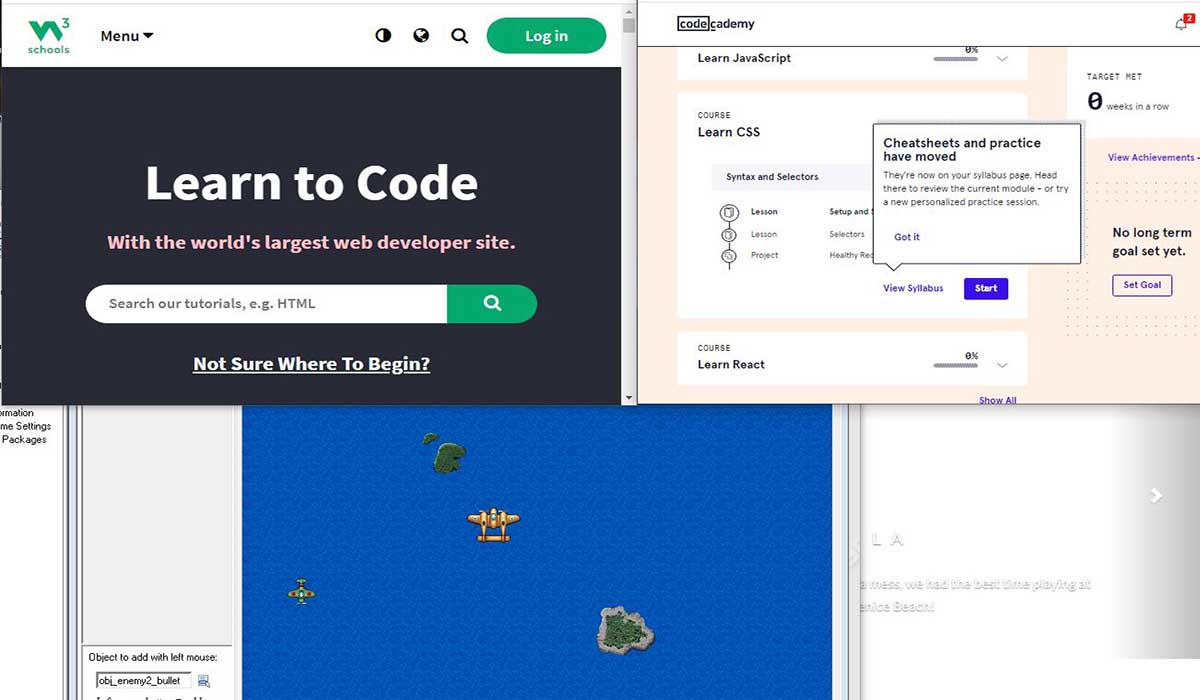 W3
schools
Menu
Log in
Learn to Code
With the world's largest web developer site.
Search our tutorials, e.g. HTML
Not Sure Where To Begin?
codecademy
2
Learn JavaScript
0%
COURSE
Learn CSS
Syntax and Selectors
Lesson
Setup and
Lesson
Selectors
Project
Healthy
Cheatsheets and practice
have moved
They're now on your syllabus page. Head
there to review the current module - or try
a new personalized practice session.
Got it
View Syllabus
Start
COURSE
Learn React
0%
Show All
TARGET MET
0 weeks in a row
View Achievements
No long term
goal set yet.
Set Goal
ormation
me Settings
Packages
Object to add with left mouse:
obj_enemy2_bullet
L A
a mess, we had the best time playing at
enice Beach!